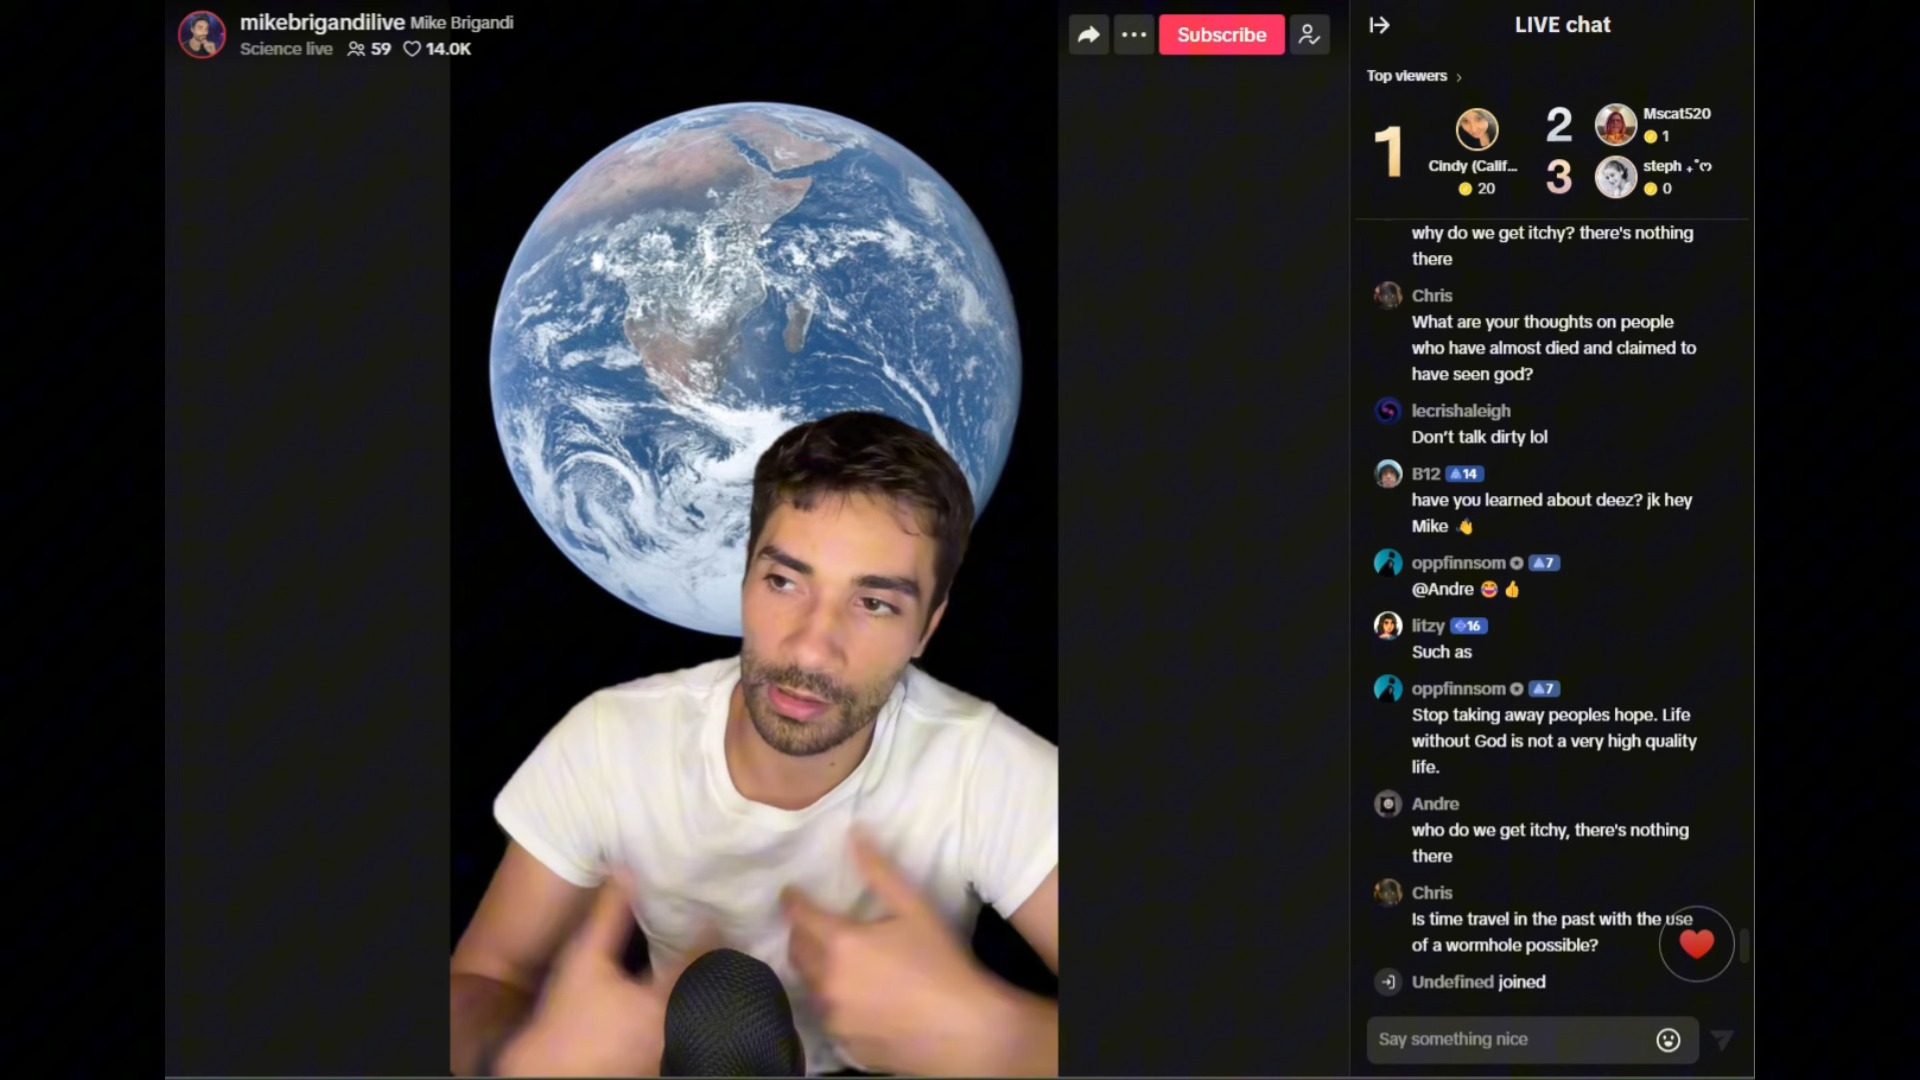 mikebrigandilive Mike Brigandi
Science live 59 14.0K
Subscribe
LIVE chat
Top viewers
1
Cindy (Calif...
20
2
Mscat520
1
3
steph
0
why do we get itchy? there's nothing
there
Chris
What are your thoughts on people
who have almost died and claimed to
have seen god?
lecrishaleigh
Don't talk dirty lol
B12 14
have you learned about deez? jk hey
Mike 👋
oppfinnsom 7
@Andre 😂 👍
litzy 16
Such as
oppfinnsom 7
Stop taking away peoples hope. Life
without God is not a very high quality
life.
Andre
who do we get itchy, there's nothing
there
Chris
Is time travel in the past with the use
of a wormhole possible?
Undefined joined
Say something nice